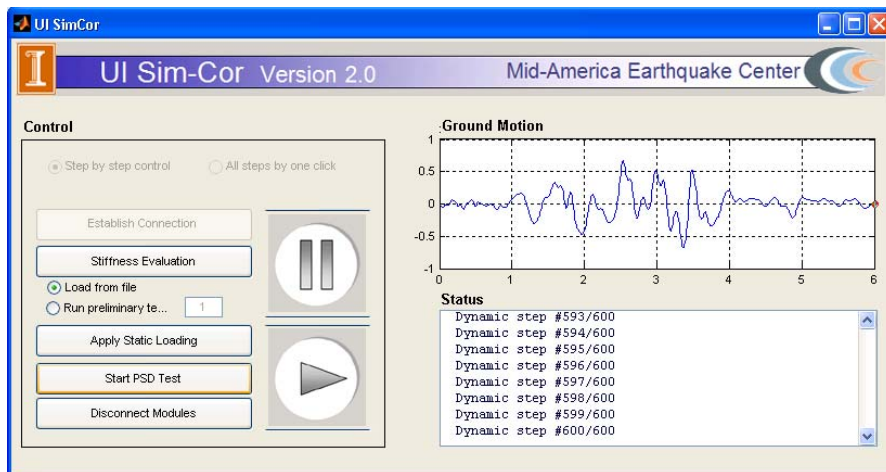 UI SimCor
I
UI Sim-Cor Version 2.0
Mid-America Earthquake Center
Control
Step by step control
All steps by one click
Establish Connection
Stiffness Evaluation
Load from file
Run preliminary te...
1
Apply Static Loading
Start PSD Test
Disconnect Modules
Ground Motion
1
0.5
0
-0.5
-1
0 1 2 3 4 5 6
Status
Dynamic step #593/600
Dynamic step #594/600
Dynamic step #595/600
Dynamic step #596/600
Dynamic step #597/600
Dynamic step #598/600
Dynamic step #599/600
Dynamic step #600/600